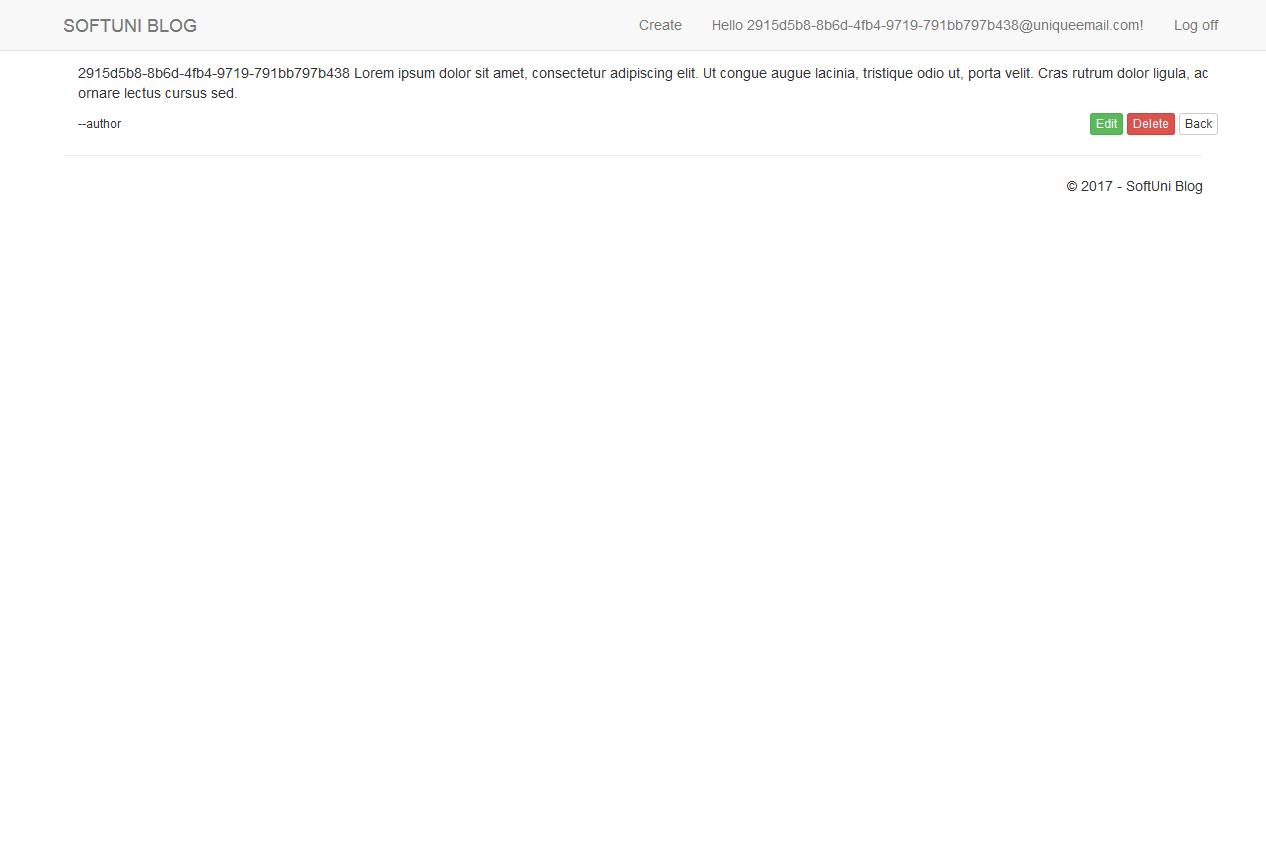 SOFTUNI BLOG Create Hello 2915d5b8-8b6d-4fb4-9719-791bb797b438@uniqueemail.com! Log off
2915d5b8-8b6d-4fb4-9719-791bb797b438 Lorem ipsum dolor sit amet, consectetur adipiscing elit. Ut congue augue lacinia, tristique odio ut, porta velit. Cras rutrum dolor ligula, ac
ornare lectus cursus sed.
--author Edit Delete Back
© 2017 - SoftUni Blog